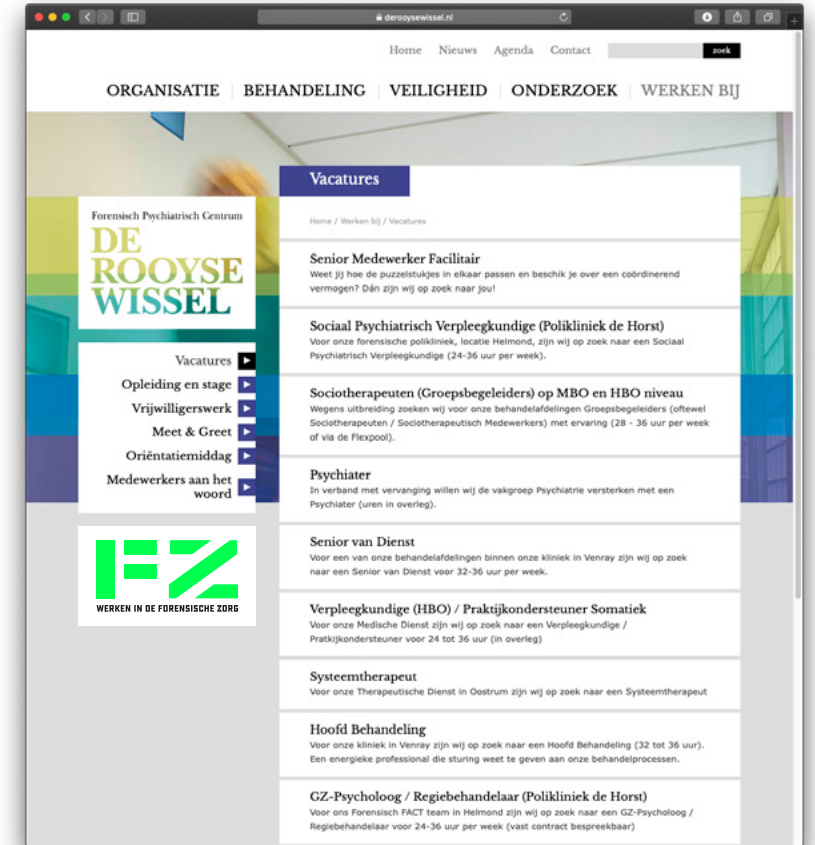 derooysewissel.nl
Home Nieuws Agenda Contact zoek
ORGANISATIE BEHANDELING VEILIGHEID ONDERZOEK WERKEN BIJ
Forensisch Psychiatrisch Centrum
DE
ROOYSE
WISSEL
Vacatures
Opleiding en stage
Vrijwilligerswerk
Meet & Greet
Oriëntatiemiddag
Medewerkers aan het
woord
FZ
WERKEN IN DE FORENSISCHE ZORG
Vacatures
Home / Werken bij / Vacatures
Senior Medewerker Facilitair
Weet jij hoe de puzzelstukjes in elkaar passen en beschik je over een coördinerend
vermogen? Dán zijn wij op zoek naar jou!
Sociaal Psychiatrisch Verpleegkundige (Polikliniek de Horst)
Voor onze forensische polikliniek, locatie Helmond, zijn wij op zoek naar een Sociaal
Psychiatrisch Verpleegkundige (24-36 uur per week).
Sociotherapeuten (Groepsbegeleiders) op MBO en HBO niveau
Wegens uitbreiding zoeken wij voor onze behandelafdelingen Groepsbegeleiders (oftewel
Sociotherapeuten / Sociotherapeutisch Medewerkers) met ervaring (28 - 36 uur per week
of via de Flexpool).
Psychiater
In verband met vervanging willen wij de vakgroep Psychiatrie versterken met een
Psychiater (uren in overleg).
Senior van Dienst
Voor een van onze behandelafdelingen binnen onze kliniek in Venray zijn wij op zoek
naar een Senior van Dienst voor 32-36 uur per week.
Verpleegkundige (HBO) / Praktijkondersteuner Somatiek
Voor onze Medische Dienst zijn wij op zoek naar een Verpleegkundige /
Pratkijkondersteuner voor 24 tot 36 uur (in overleg)
Systeemtherapeut
Voor onze Therapeutische Dienst in Oostrum zijn wij op zoek naar een Systeemtherapeut
Hoofd Behandeling
Voor onze kliniek in Venray zijn wij op zoek naar een Hoofd Behandeling (32 tot 36 uur).
Een energieke professional die sturing weet te geven aan onze behandelprocessen.
GZ-Psycholoog / Regiebehandelaar (Polikliniek de Horst)
Voor ons Forensisch FACT team in Helmond zijn wij op zoek naar een GZ-Psycholoog /
Regiebehandelaar voor 24-36 uur per week (vast contract bespreekbaar)